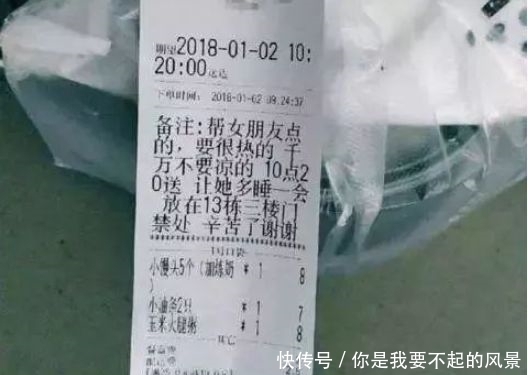 期望2018-01-02 10:
20:00送达
下单时间: 2018-01-02 09:24:37
备注:帮女朋友点
的，要很热的 千
万不要凉的 10点2
0送 让她多睡一会
放在13栋三楼门
禁处 辛苦了谢谢
小馒头5个（加炼奶 * 1 8
）
小油条2只 * 1 7
玉米火腿粥 * 1 8
快传号 / 你是我要不起的风景